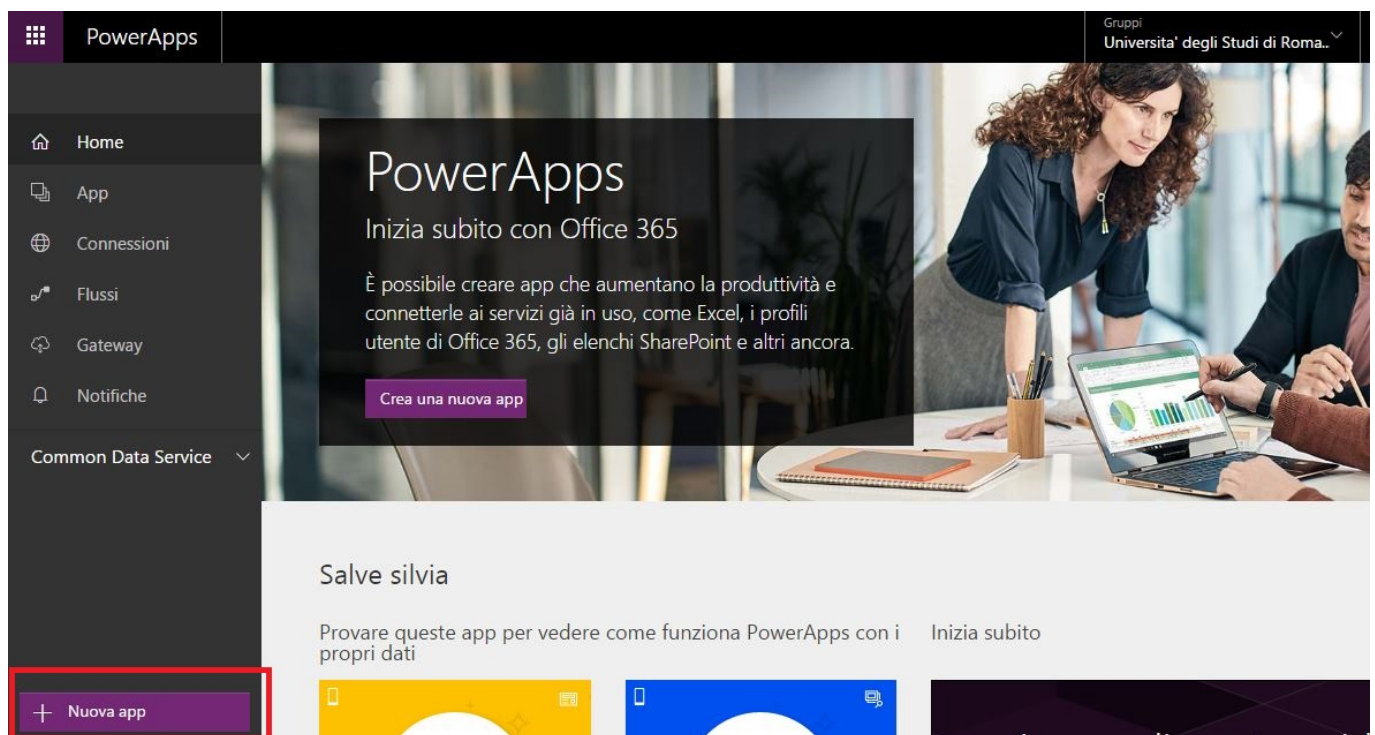 PowerApps
Gruppi
Universita' degli Studi di Roma..
Home
App
Connessioni
Flussi
Gateway
Notifiche
Common Data Service
PowerApps
Inizia subito con Office 365
È possibile creare app che aumentano la produttività e
connetterle ai servizi già in uso, come Excel, i profili
utente di Office 365, gli elenchi SharePoint e altri ancora.
Crea una nuova app
Salve silvia
Provare queste app per vedere come funziona PowerApps con i
propri dati
Inizia subito
Nuova app